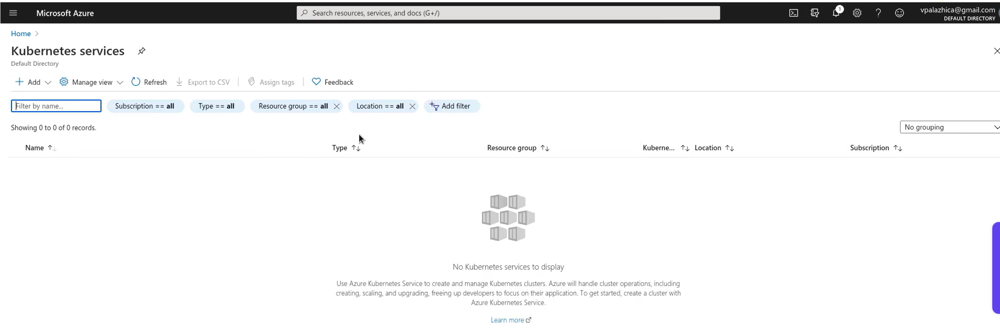 Microsoft Azure
Search resources, services, and docs (G+/)
1
vpalazhica@gmail.com
DEFAULT DIRECTORY
Home
Kubernetes services
Default Directory
Add
Manage view
Refresh
Export to CSV
Assign tags
Feedback
Filter by name...
Subscription == all
Type == all
Resource group == all
Location == all
Add filter
Showing 0 to 0 of 0 records.
No grouping
Name
Type
Resource group
Kuberne...
Location
Subscription
No Kubernetes services to display
Use Azure Kubernetes Service to create and manage Kubernetes clusters. Azure will handle cluster operations, including
creating, scaling, and upgrading, freeing up developers to focus on their application. To get started, create a cluster with
Azure Kubernetes Service.
Learn more